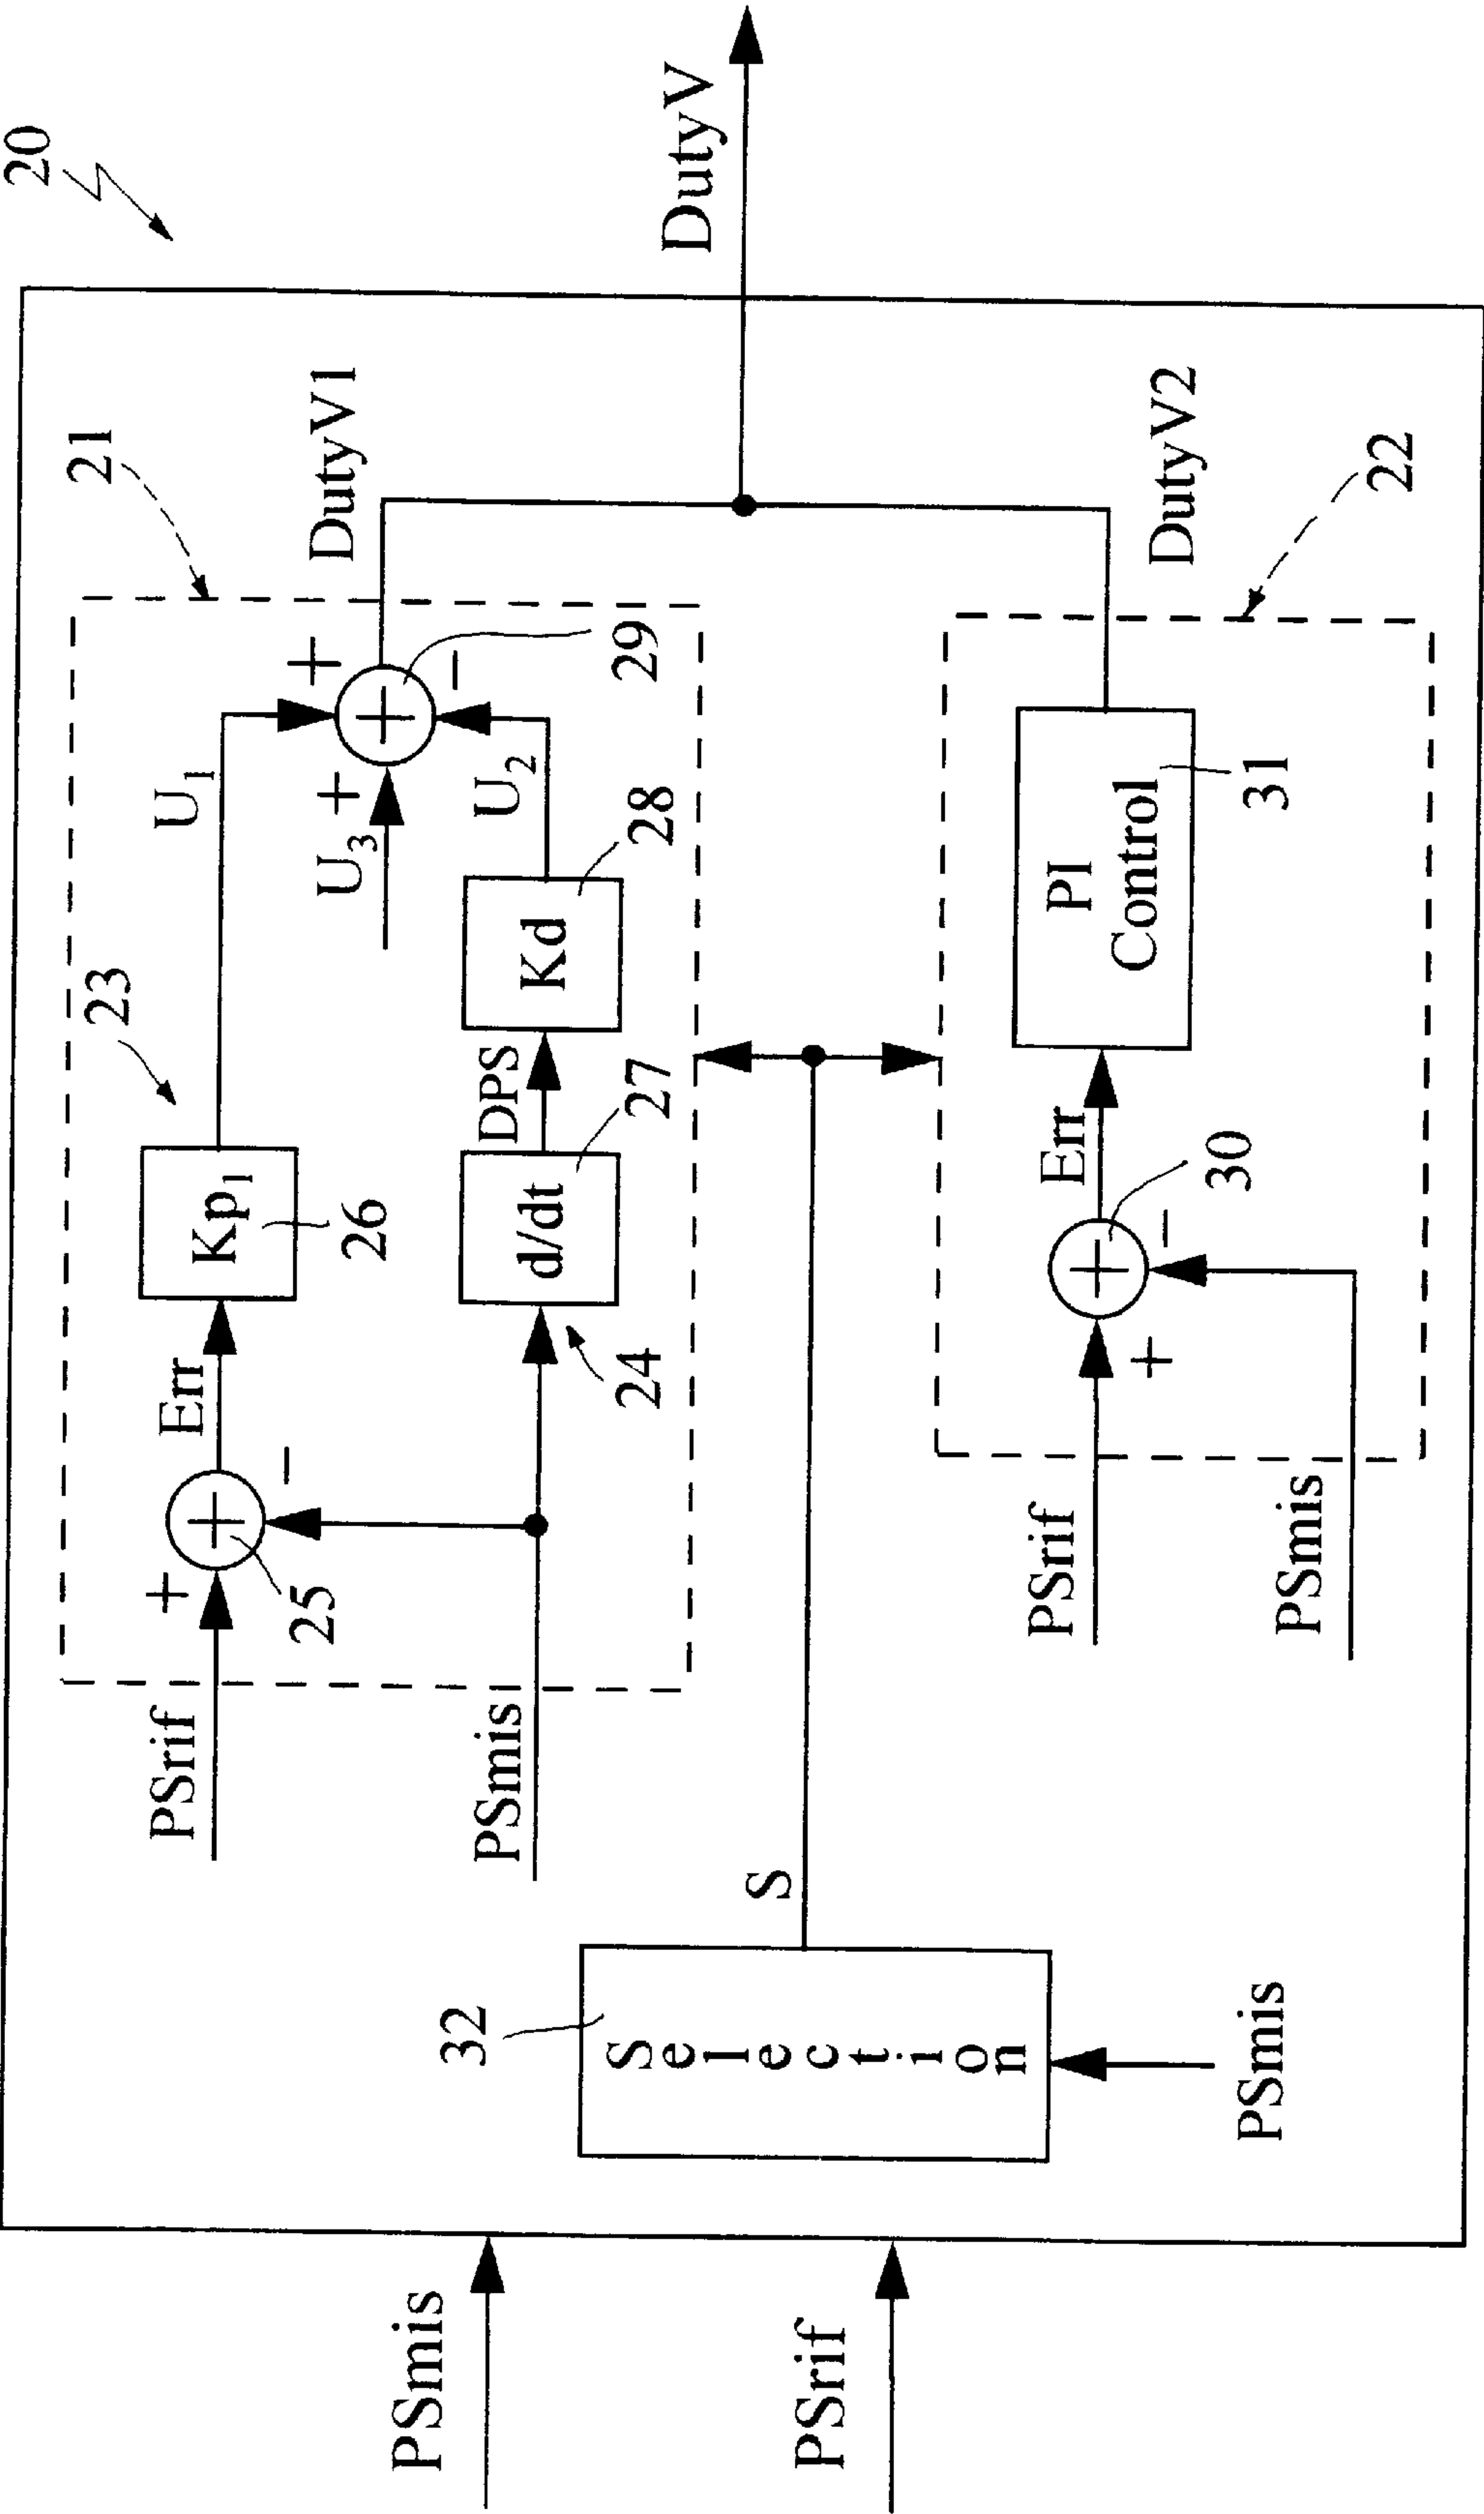 20
21
23
U1
+
DutyV1
PSrif
+
Err
Kp1
26
U3
+
−
25
−
29
DutyV
PSmis
d/dt
DPS
Kd
U2
24
27
28
32
S
Selection
PSmis
PSmis
PSrif
PSrif
+
Err
PI
Control
DutyV2
−
30
31
PSmis
22